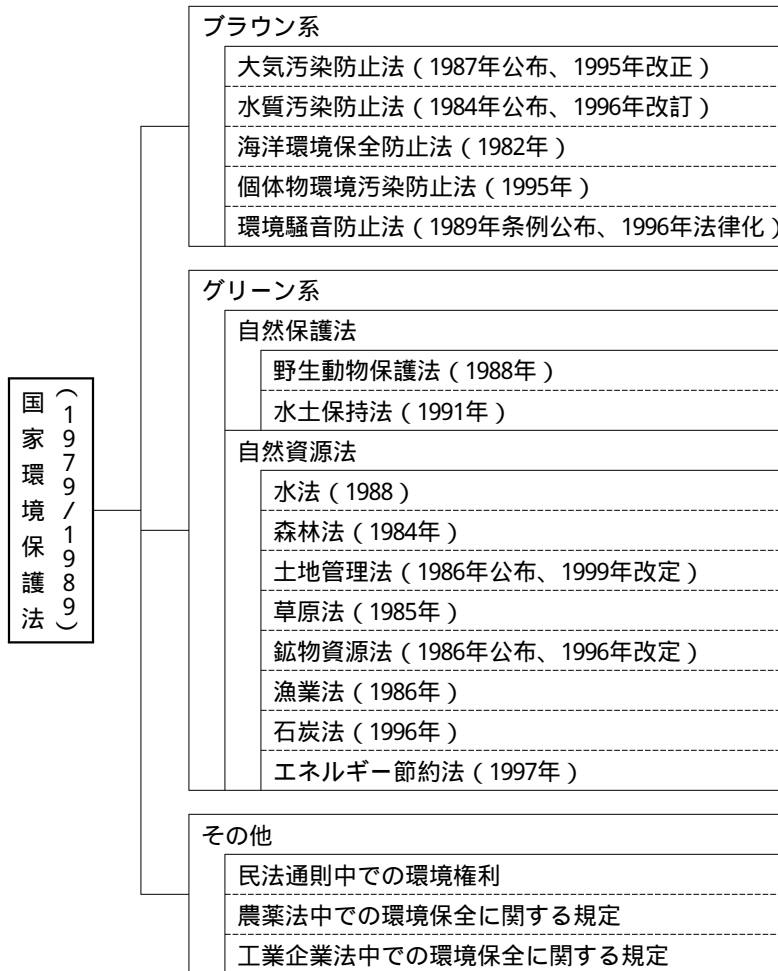 国家環境保護法
（1979/1989）
ブラウン系
大気汚染防止法（1987年公布、1995年改正）
水質汚染防止法（1984年公布、1996年改訂）
海洋環境保全防止法（1982年）
個体物環境汚染防止法（1995年）
環境騒音防止法（1989年条例公布、1996年法律化）
グリーン系
自然保護法
野生動物保護法（1988年）
水土保持法（1991年）
自然資源法
水法（1988）
森林法（1984年）
土地管理法（1986年公布、1999年改定）
草原法（1985年）
鉱物資源法（1986年公布、1996年改定）
漁業法（1986年）
石炭法（1996年）
エネルギー節約法（1997年）
その他
民法通則中での環境権利
農薬法中での環境保全に関する規定
工業企業法中での環境保全に関する規定